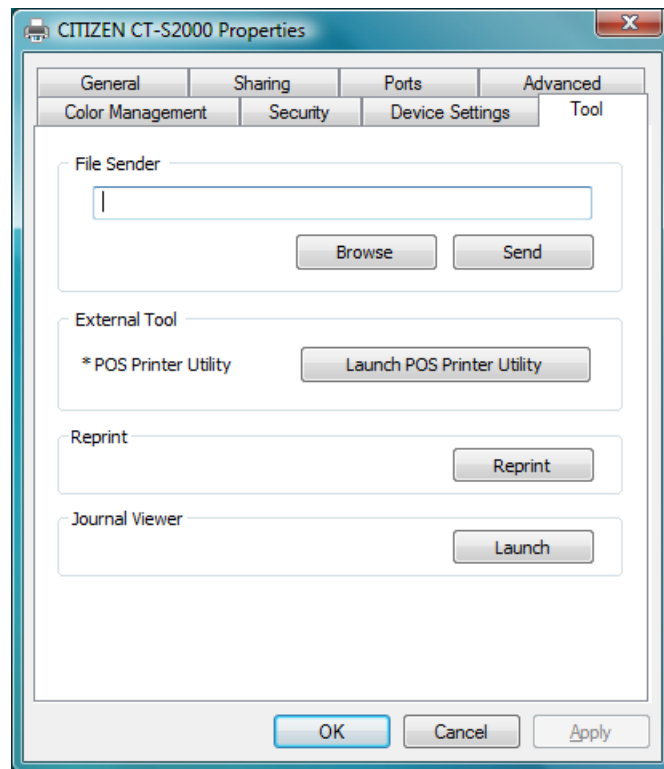 CITIZEN CT-S2000 Properties
X
General Sharing Ports Advanced
Color Management Security Device Settings Tool
File Sender
Browse Send
External Tool
* POS Printer Utility Launch POS Printer Utility
Reprint
Reprint
Journal Viewer
Launch
OK Cancel Apply